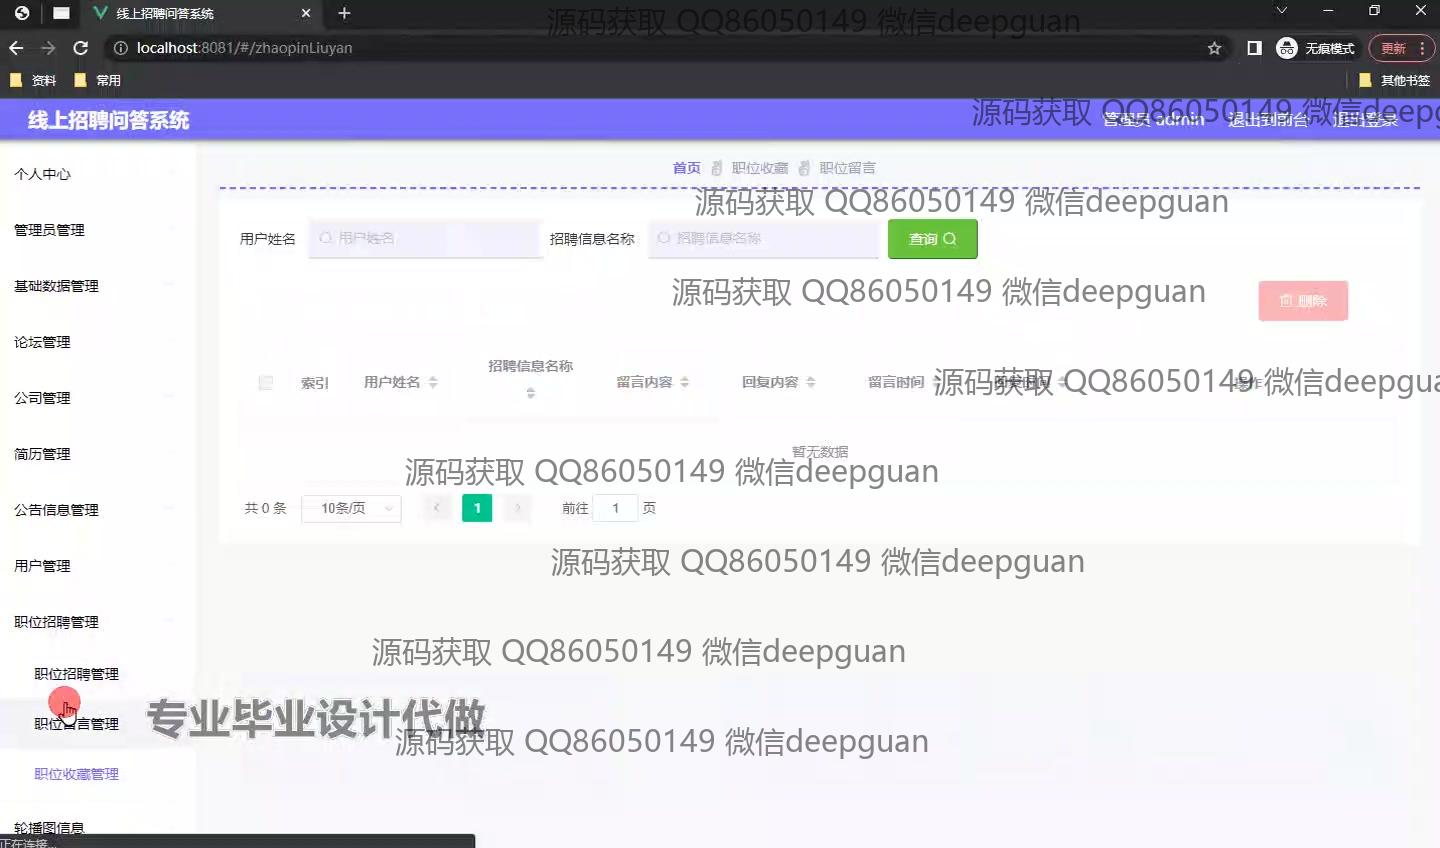 线上招聘问答系统
源码获取 QQ86050149 微信deepguan
localhost:8081/#/zhaopinLiuyan
无痕模式
更新
资料
常用
其他书签
线上招聘问答系统
源码获取 QQ86050149 微信deepg
管理员 admin
退出到前台
退出登录
个人中心
管理员管理
基础数据管理
论坛管理
公司管理
简历管理
公告信息管理
用户管理
职位招聘管理
职位招聘管理
职位留言管理
职位收藏管理
轮播图信息
正在连接...
首页
职位收藏
职位留言
源码获取 QQ86050149 微信deepguan
用户姓名
用户姓名
招聘信息名称
招聘信息名称
查询
源码获取 QQ86050149 微信deepguan
删除
索引
用户姓名
招聘信息名称
留言内容
回复内容
留言时间
回复时间
操作
源码获取 QQ86050149 微信deepgua
暂无数据
源码获取 QQ86050149 微信deepguan
共 0 条
10条/页
1
前往
1
页
源码获取 QQ86050149 微信deepguan
源码获取 QQ86050149 微信deepguan
专业毕业设计代做
源码获取 QQ86050149 微信deepguan